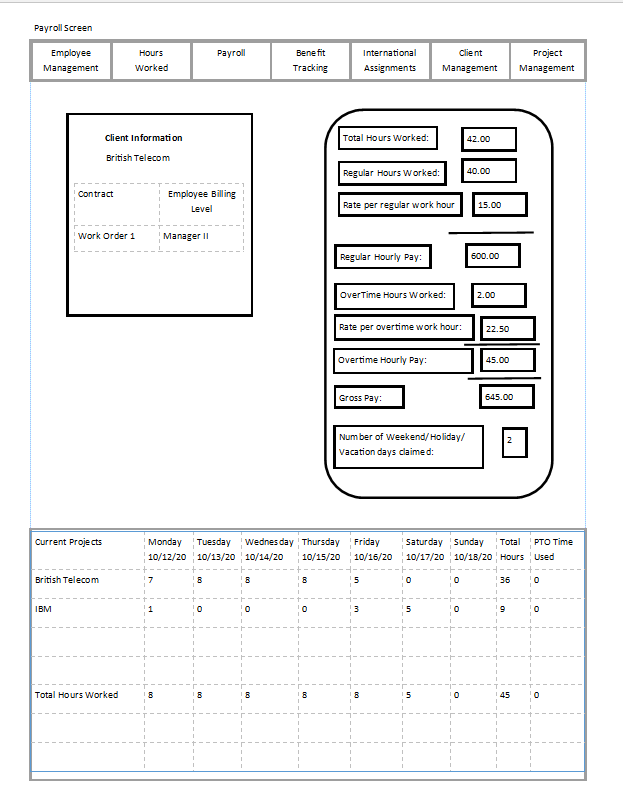 Payroll Screen
Employee Management
Hours Worked
Payroll
Benefit Tracking
International Assignments
Client Management
Project Management
Client Information
British Telecom
Contract Employee Billing Level
Work Order 1 Manager II
Total Hours Worked: 42.00
Regular Hours Worked: 40.00
Rate per regular work hour 15.00
Regular Hourly Pay: 600.00
OverTime Hours Worked: 2.00
Rate per overtime work hour: 22.50
Overtime Hourly Pay: 45.00
Gross Pay: 645.00
Number of Weekend/Holiday/
Vacation days claimed: 2
Current Projects Monday Tuesday Wednesday Thursday Friday Saturday Sunday Total PTO Time
10/12/20 10/13/20 10/14/20 10/15/20 10/16/20 10/17/20 10/18/20 Hours Used
British Telecom 7 8 8 8 5 0 0 36 0
IBM 1 0 0 0 3 5 0 9 0
Total Hours Worked 8 8 8 8 8 5 0 45 0